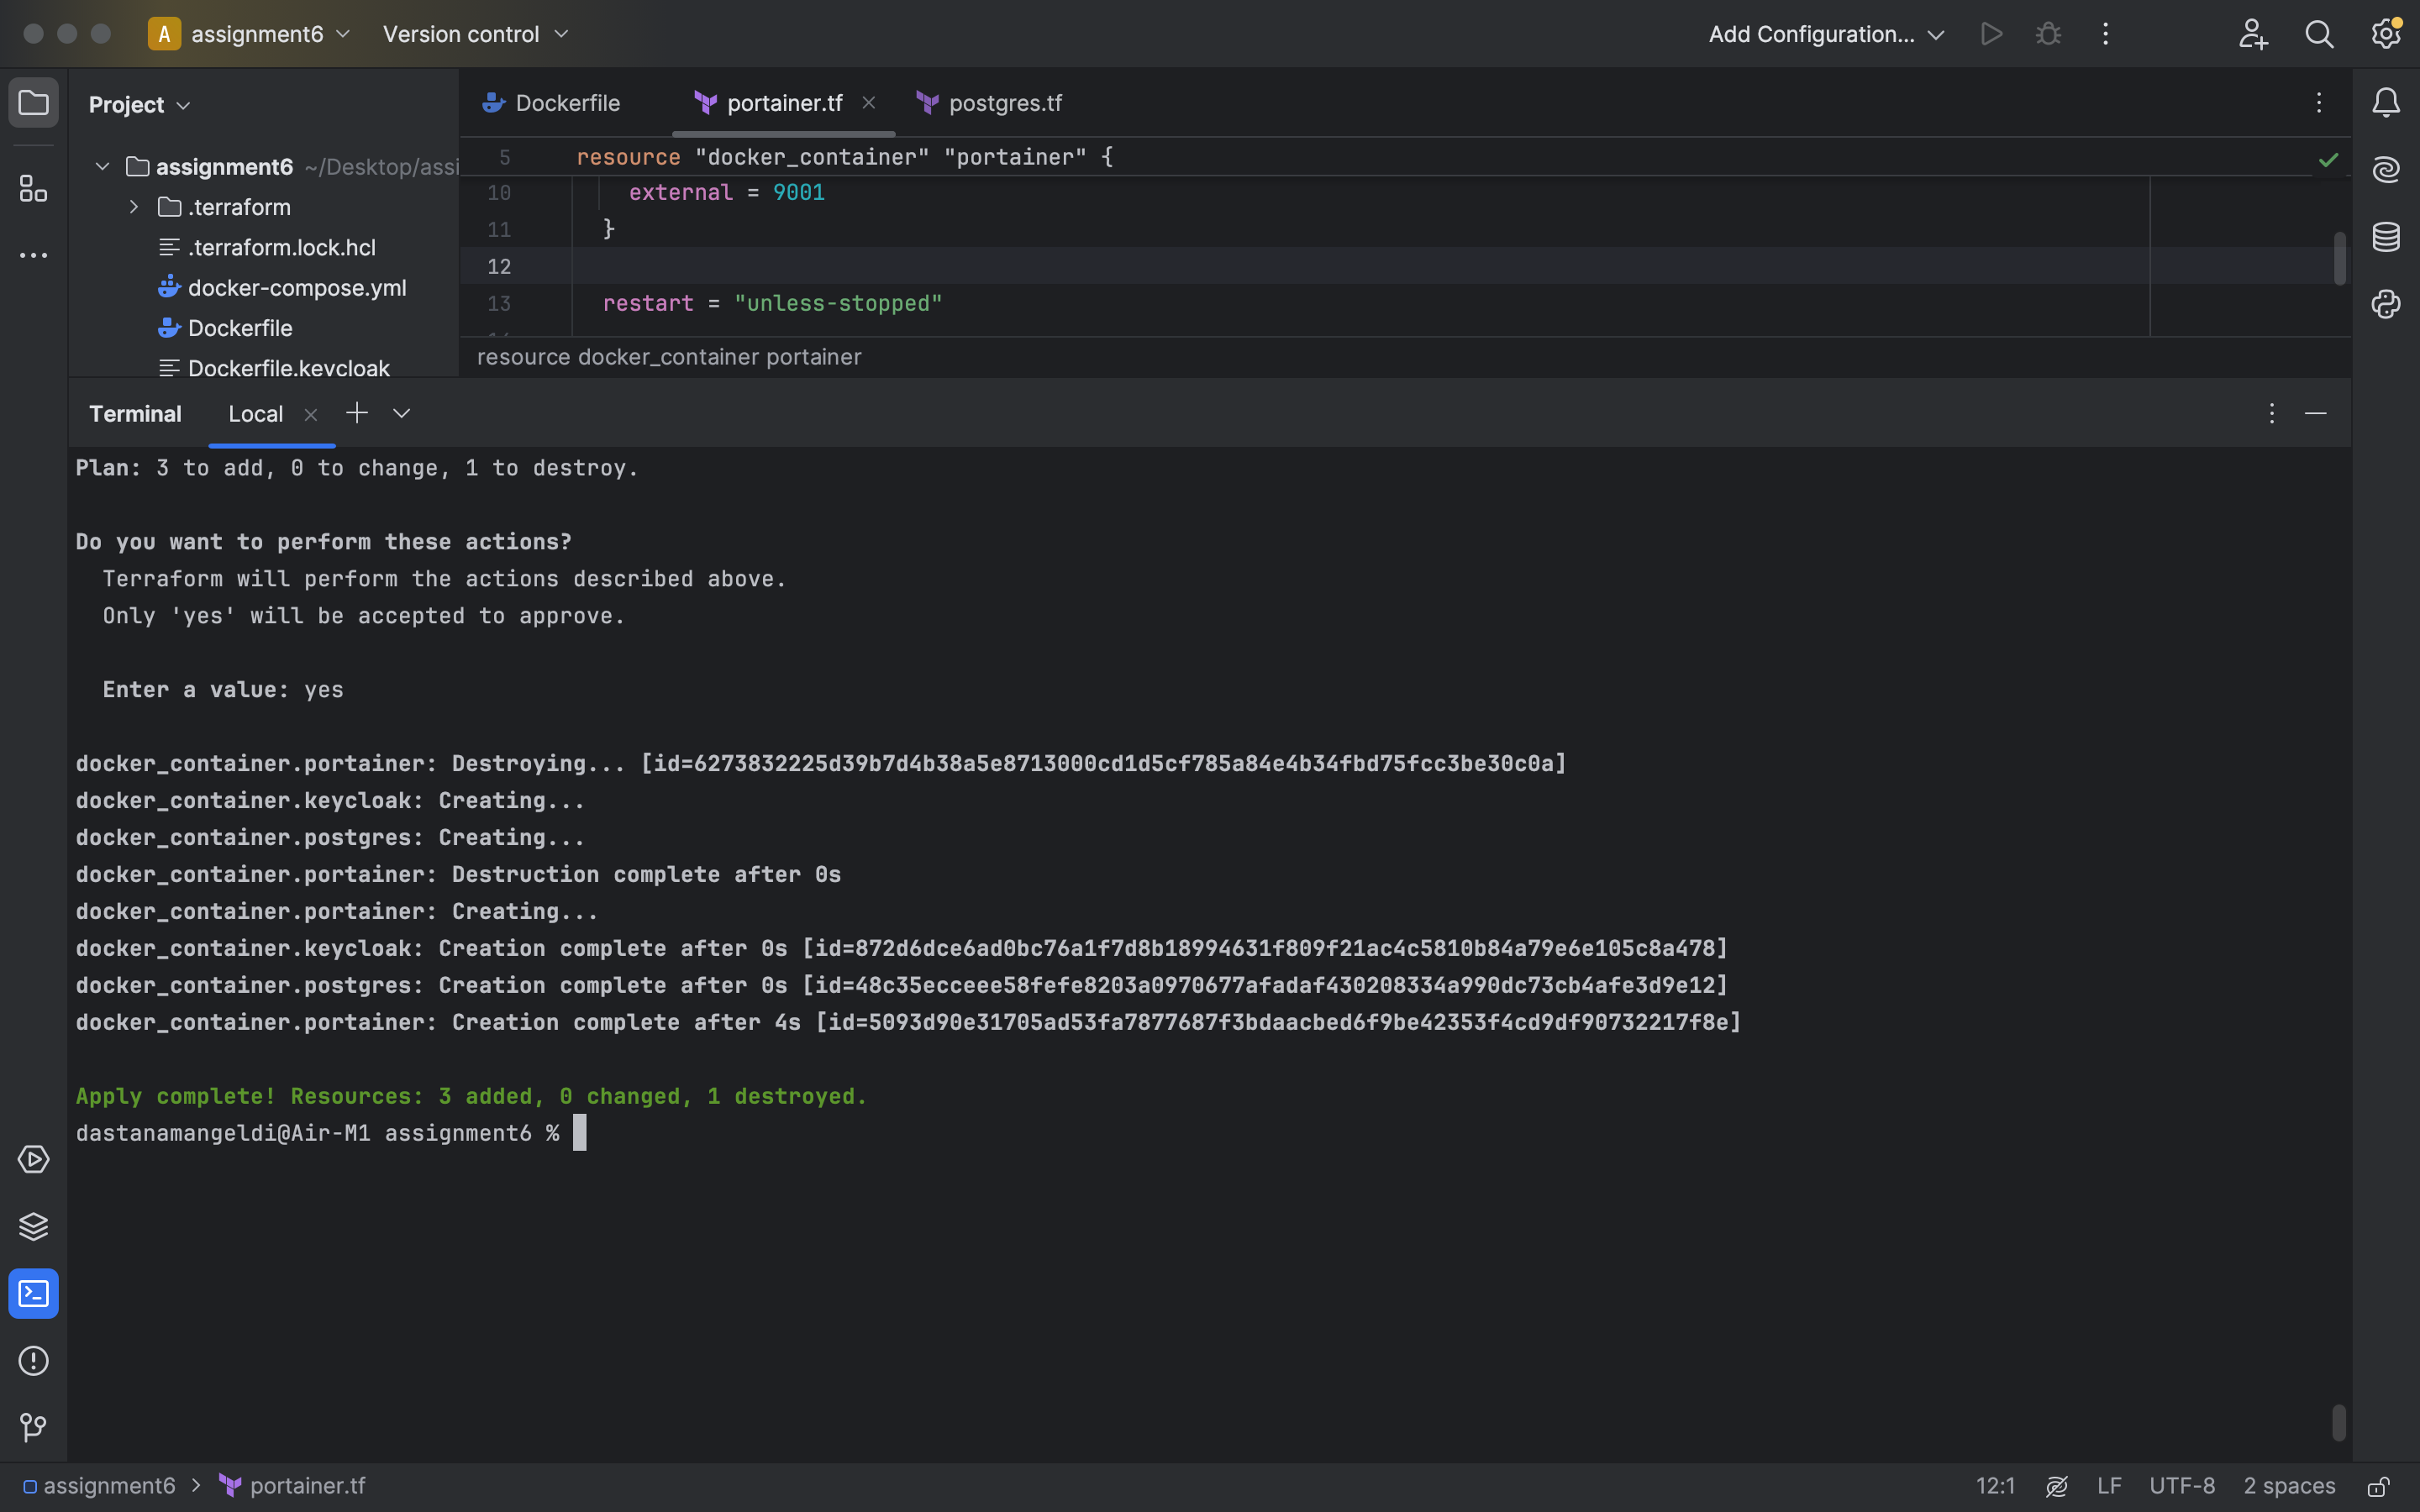 A assignment6 Version control Add Configuration...
Project
assignment6 ~/Desktop/assi
.terraform
.terraform.lock.hcl
docker-compose.yml
Dockerfile
Dockerfile.keycloak
Dockerfile portainer.tf postgres.tf
5 resource "docker_container" "portainer" {
10 external = 9001
11 }
12
13 restart = "unless-stopped"
resource docker_container portainer
Terminal Local
Plan: 3 to add, 0 to change, 1 to destroy.
Do you want to perform these actions?
Terraform will perform the actions described above.
Only 'yes' will be accepted to approve.
Enter a value: yes
docker_container.portainer: Destroying... [id=6273832225d39b7d4b38a5e8713000cd1d5cf785a84e4b34fbd75fcc3be30c0a]
docker_container.keycloak: Creating...
docker_container.postgres: Creating...
docker_container.portainer: Destruction complete after 0s
docker_container.portainer: Creating...
docker_container.keycloak: Creation complete after 0s [id=872d6dce6ad0bc76a1f7d8b18994631f809f21ac4c5810b84a79e6e105c8a478]
docker_container.postgres: Creation complete after 0s [id=48c35ecceee58fefe8203a0970677afadaf430208334a990dc73cb4afe3d9e12]
docker_container.portainer: Creation complete after 4s [id=5093d90e31705ad53fa7877687f3bdaacbed6f9be42353f4cd9df90732217f8e]
Apply complete! Resources: 3 added, 0 changed, 1 destroyed.
dastanamangeldi@Air-M1 assignment6 %
assignment6 > portainer.tf 12:1 LF UTF-8 2 spaces